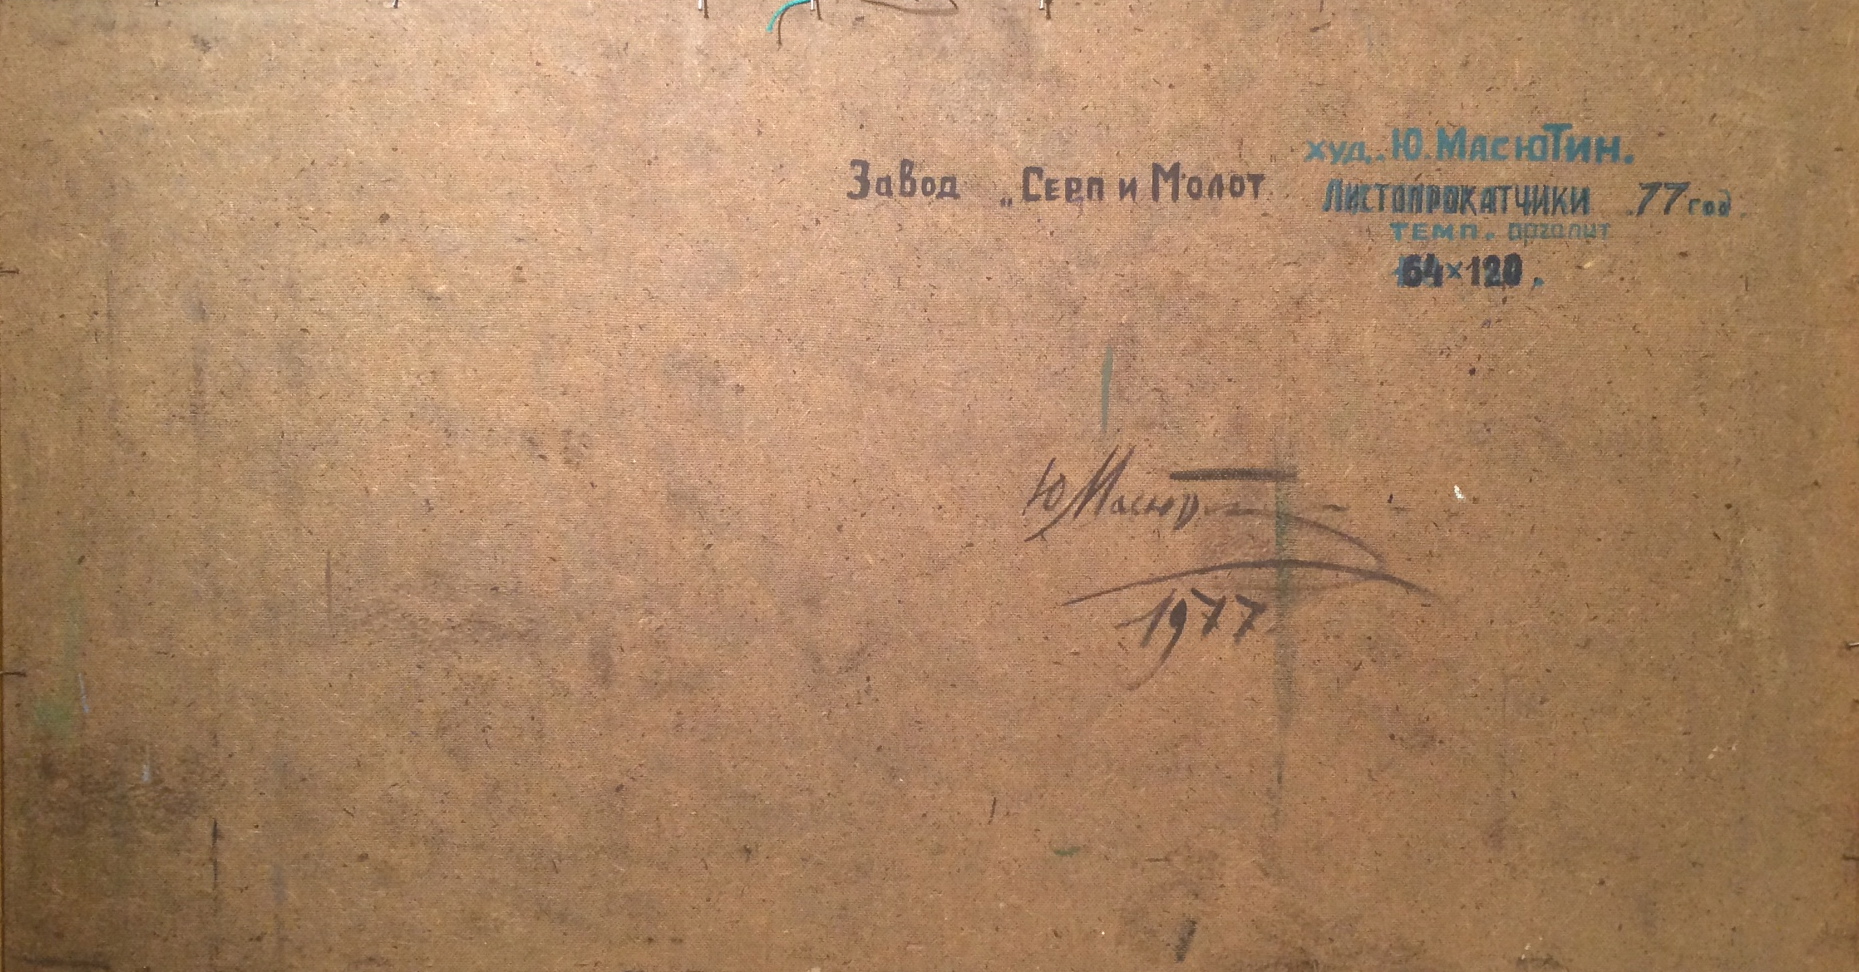 худ. Ю. Масютин.
Завод „Серп и Молот"
Листопрокатчики 77 год.
темп. оргалит
64×120.
Ю Масют
1977